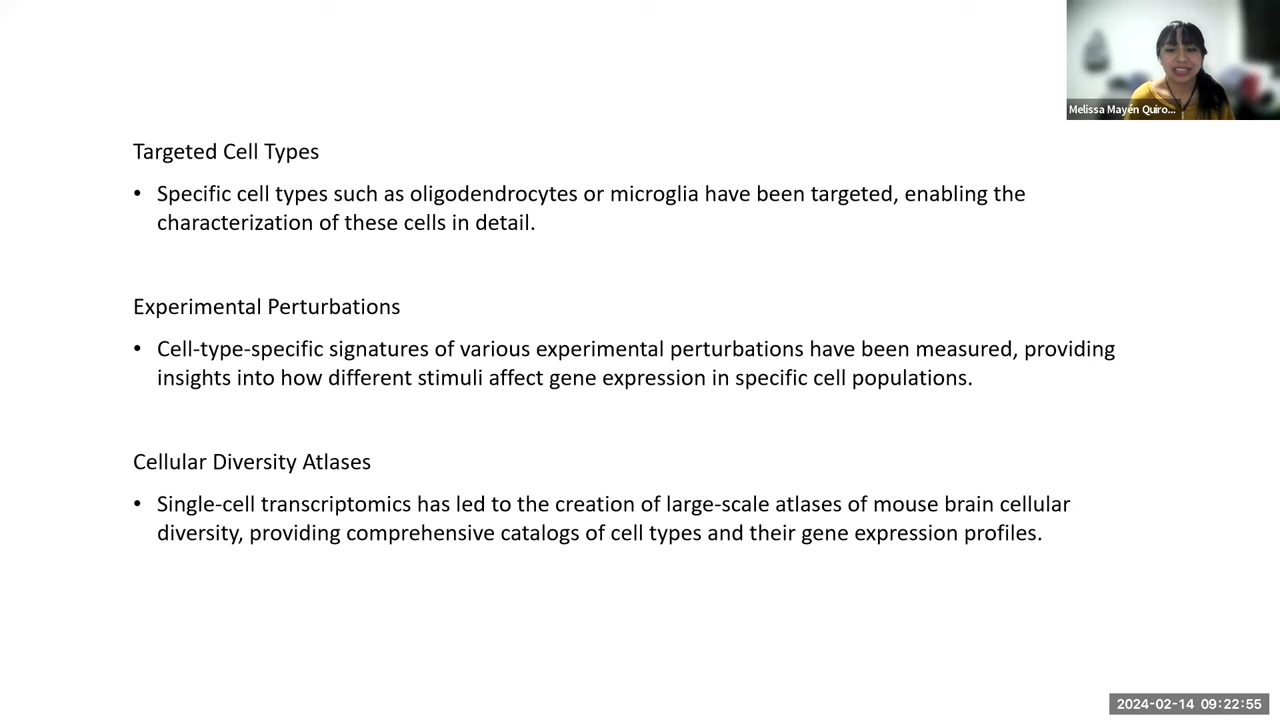 Melissa Mayén Quiro...
Targeted Cell Types
• Specific cell types such as oligodendrocytes or microglia have been targeted, enabling the
characterization of these cells in detail.
Experimental Perturbations
• Cell-type-specific signatures of various experimental perturbations have been measured, providing
insights into how different stimuli affect gene expression in specific cell populations.
Cellular Diversity Atlases
• Single-cell transcriptomics has led to the creation of large-scale atlases of mouse brain cellular
diversity, providing comprehensive catalogs of cell types and their gene expression profiles.
2024-02-14 09:22:55